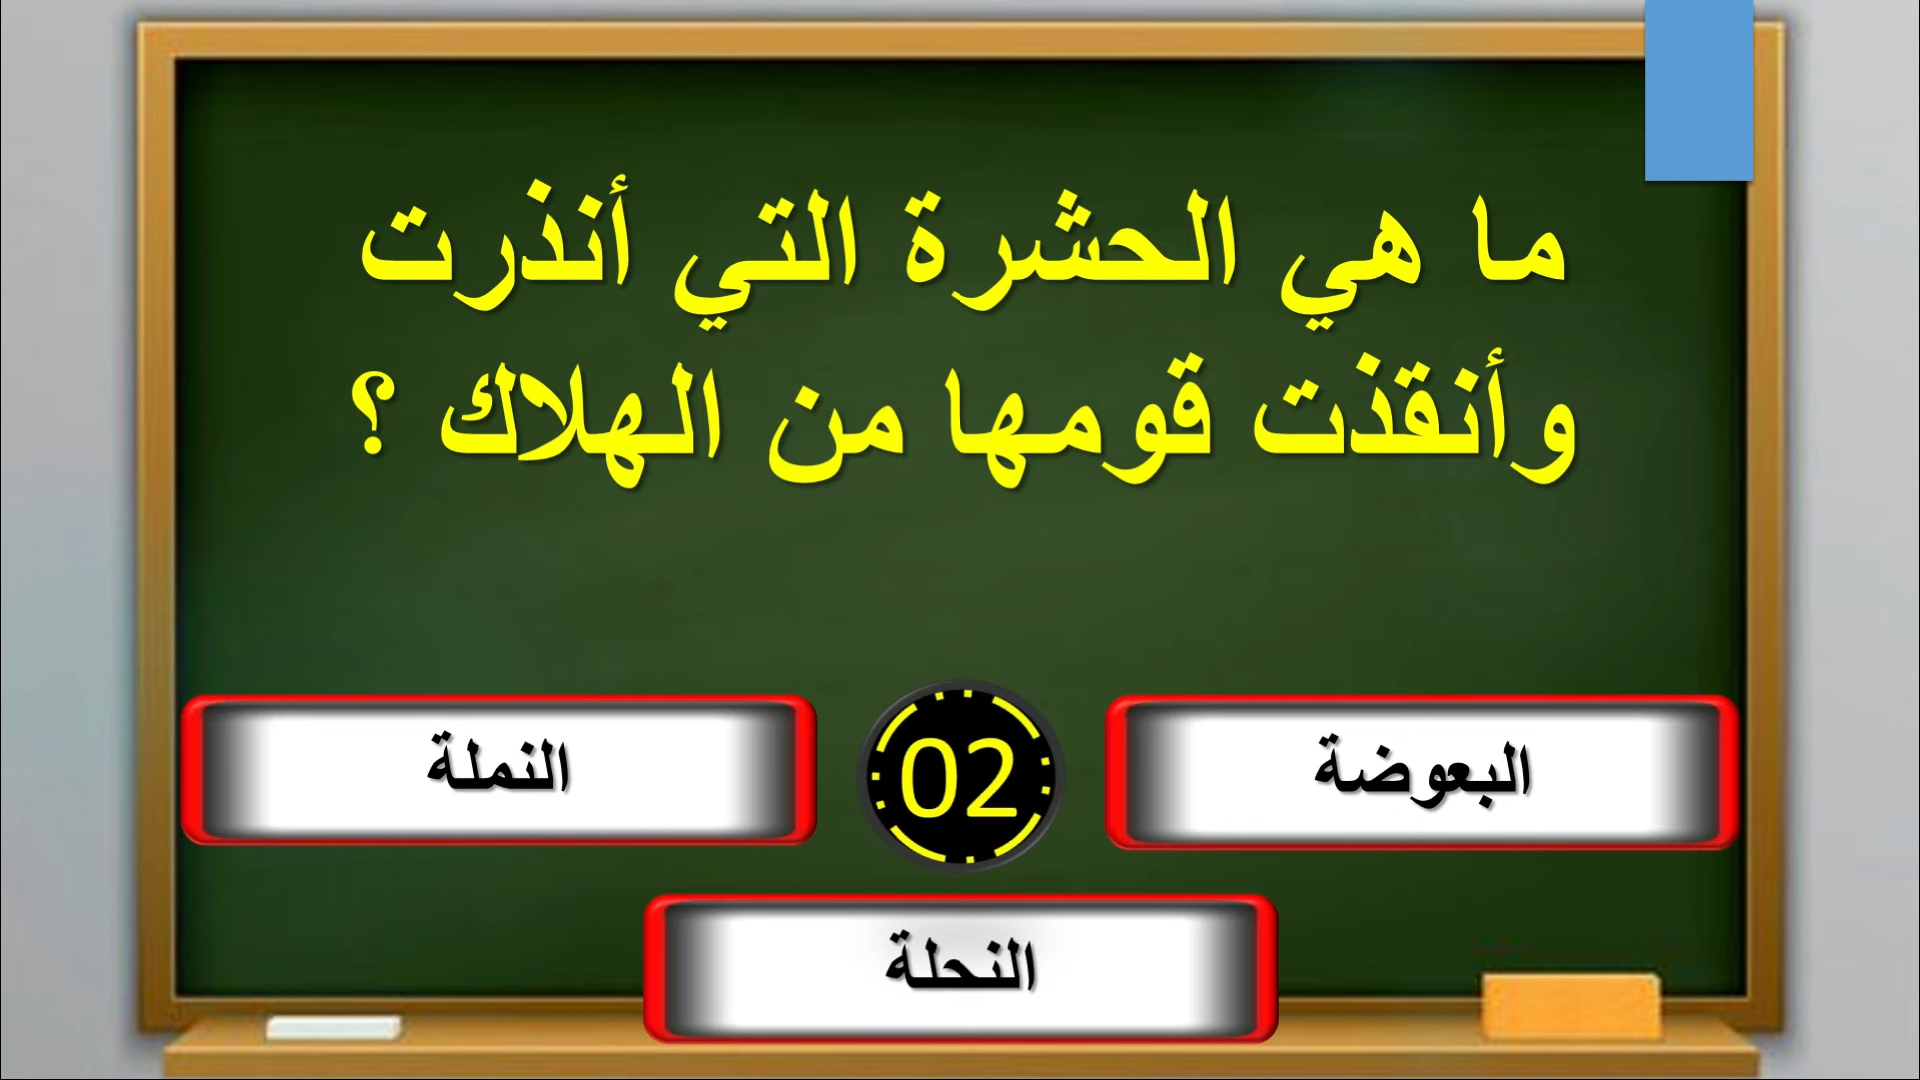 ما هي الحشرة التي أنذرت
وأنقذت قومها من الهلاك ؟
البعوضة
02
النملة
النحلة